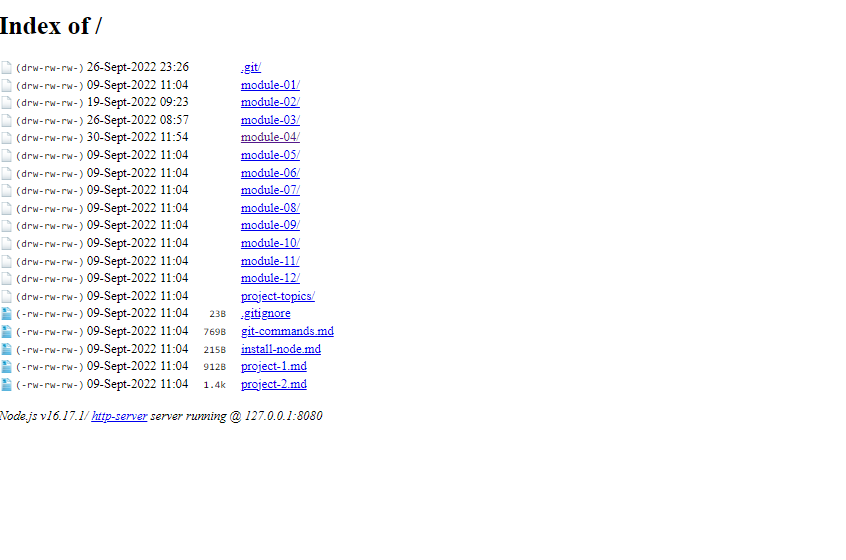 Index of /
(drw-rw-rw-) 26-Sept-2022 23:26 .git/
(drw-rw-rw-) 09-Sept-2022 11:04 module-01/
(drw-rw-rw-) 19-Sept-2022 09:23 module-02/
(drw-rw-rw-) 26-Sept-2022 08:57 module-03/
(drw-rw-rw-) 30-Sept-2022 11:54 module-04/
(drw-rw-rw-) 09-Sept-2022 11:04 module-05/
(drw-rw-rw-) 09-Sept-2022 11:04 module-06/
(drw-rw-rw-) 09-Sept-2022 11:04 module-07/
(drw-rw-rw-) 09-Sept-2022 11:04 module-08/
(drw-rw-rw-) 09-Sept-2022 11:04 module-09/
(drw-rw-rw-) 09-Sept-2022 11:04 module-10/
(drw-rw-rw-) 09-Sept-2022 11:04 module-11/
(drw-rw-rw-) 09-Sept-2022 11:04 module-12/
(drw-rw-rw-) 09-Sept-2022 11:04 project-topics/
(-rw-rw-rw-) 09-Sept-2022 11:04 23B .gitignore
(-rw-rw-rw-) 09-Sept-2022 11:04 769B git-commands.md
(-rw-rw-rw-) 09-Sept-2022 11:04 215B install-node.md
(-rw-rw-rw-) 09-Sept-2022 11:04 912B project-1.md
(-rw-rw-rw-) 09-Sept-2022 11:04 1.4k project-2.md
Node.js v16.17.1/ http-server server running @ 127.0.0.1:8080